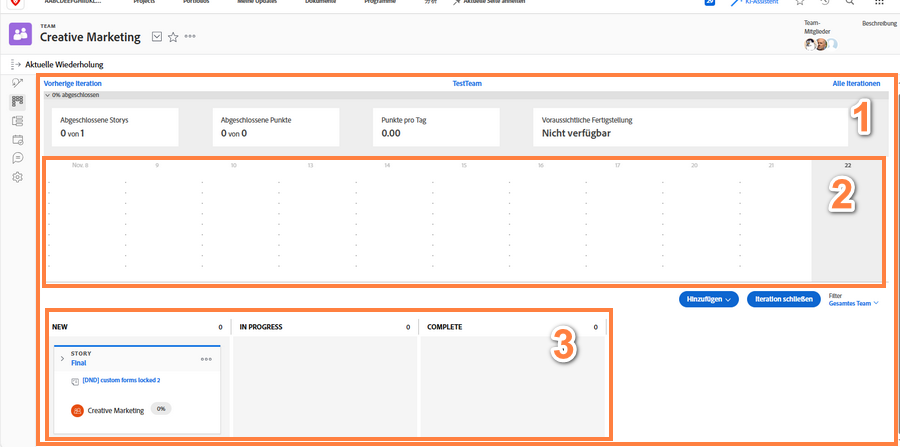 Projects Portfolios Meine Updates Dokumente Programme 分析 Aktuelle Seite anheften 29 KI-Assistent
TEAM
Creative Marketing
Team-
Mitglieder
Beschreibung
Aktuelle Wiederholung
Vorherige Iteration TestTeam Alle Iterationen
0% abgeschlossen
Abgeschlossene Storys Abgeschlossene Punkte Punkte pro Tag Voraussichtliche Fertigstellung
0 von 1 0 von 0 0.00 Nicht verfügbar
1
Nov. 8 9 10 13 14 15 16 17 20 21 22
2
Hinzufügen Iteration schließen
Filter
Gesamtes Team
NEW 0 IN PROGRESS 0 COMPLETE 0
3
STORY
Final
[DND] custom forms locked 2
Creative Marketing 0%